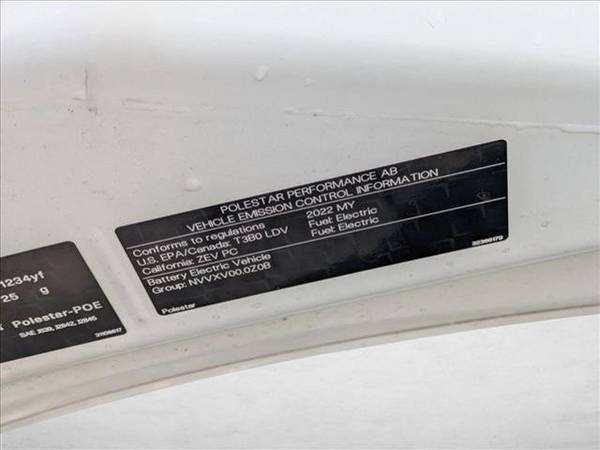 POLESTAR PERFORMANCE AB
VEHICLE EMISSION CONTROL INFORMATION
Conforms to regulations 2022 MY
U.S. EPA/Canada: T3B0 LDV Fuel: Electric
California: ZEV PC Fuel: Electric
Battery Electric Vehicle
Group: NVVXV00.0Z0B
Polestar
1234yf
25 g
Polestar-POE
SAE J639, J2842, J2845